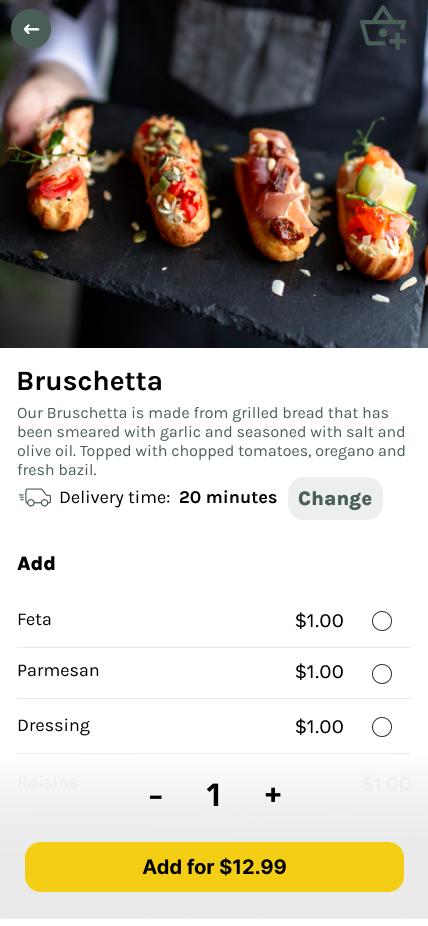 Bruschetta
Our Bruschetta is made from grilled bread that has
been smeared with garlic and seasoned with salt and
olive oil. Topped with chopped tomatoes, oregano and
fresh bazil.
Delivery time: 20 minutes Change
Add
Feta $1.00
Parmesan $1.00
Dressing $1.00
Raisins $1.00
- 1 +
Add for $12.99